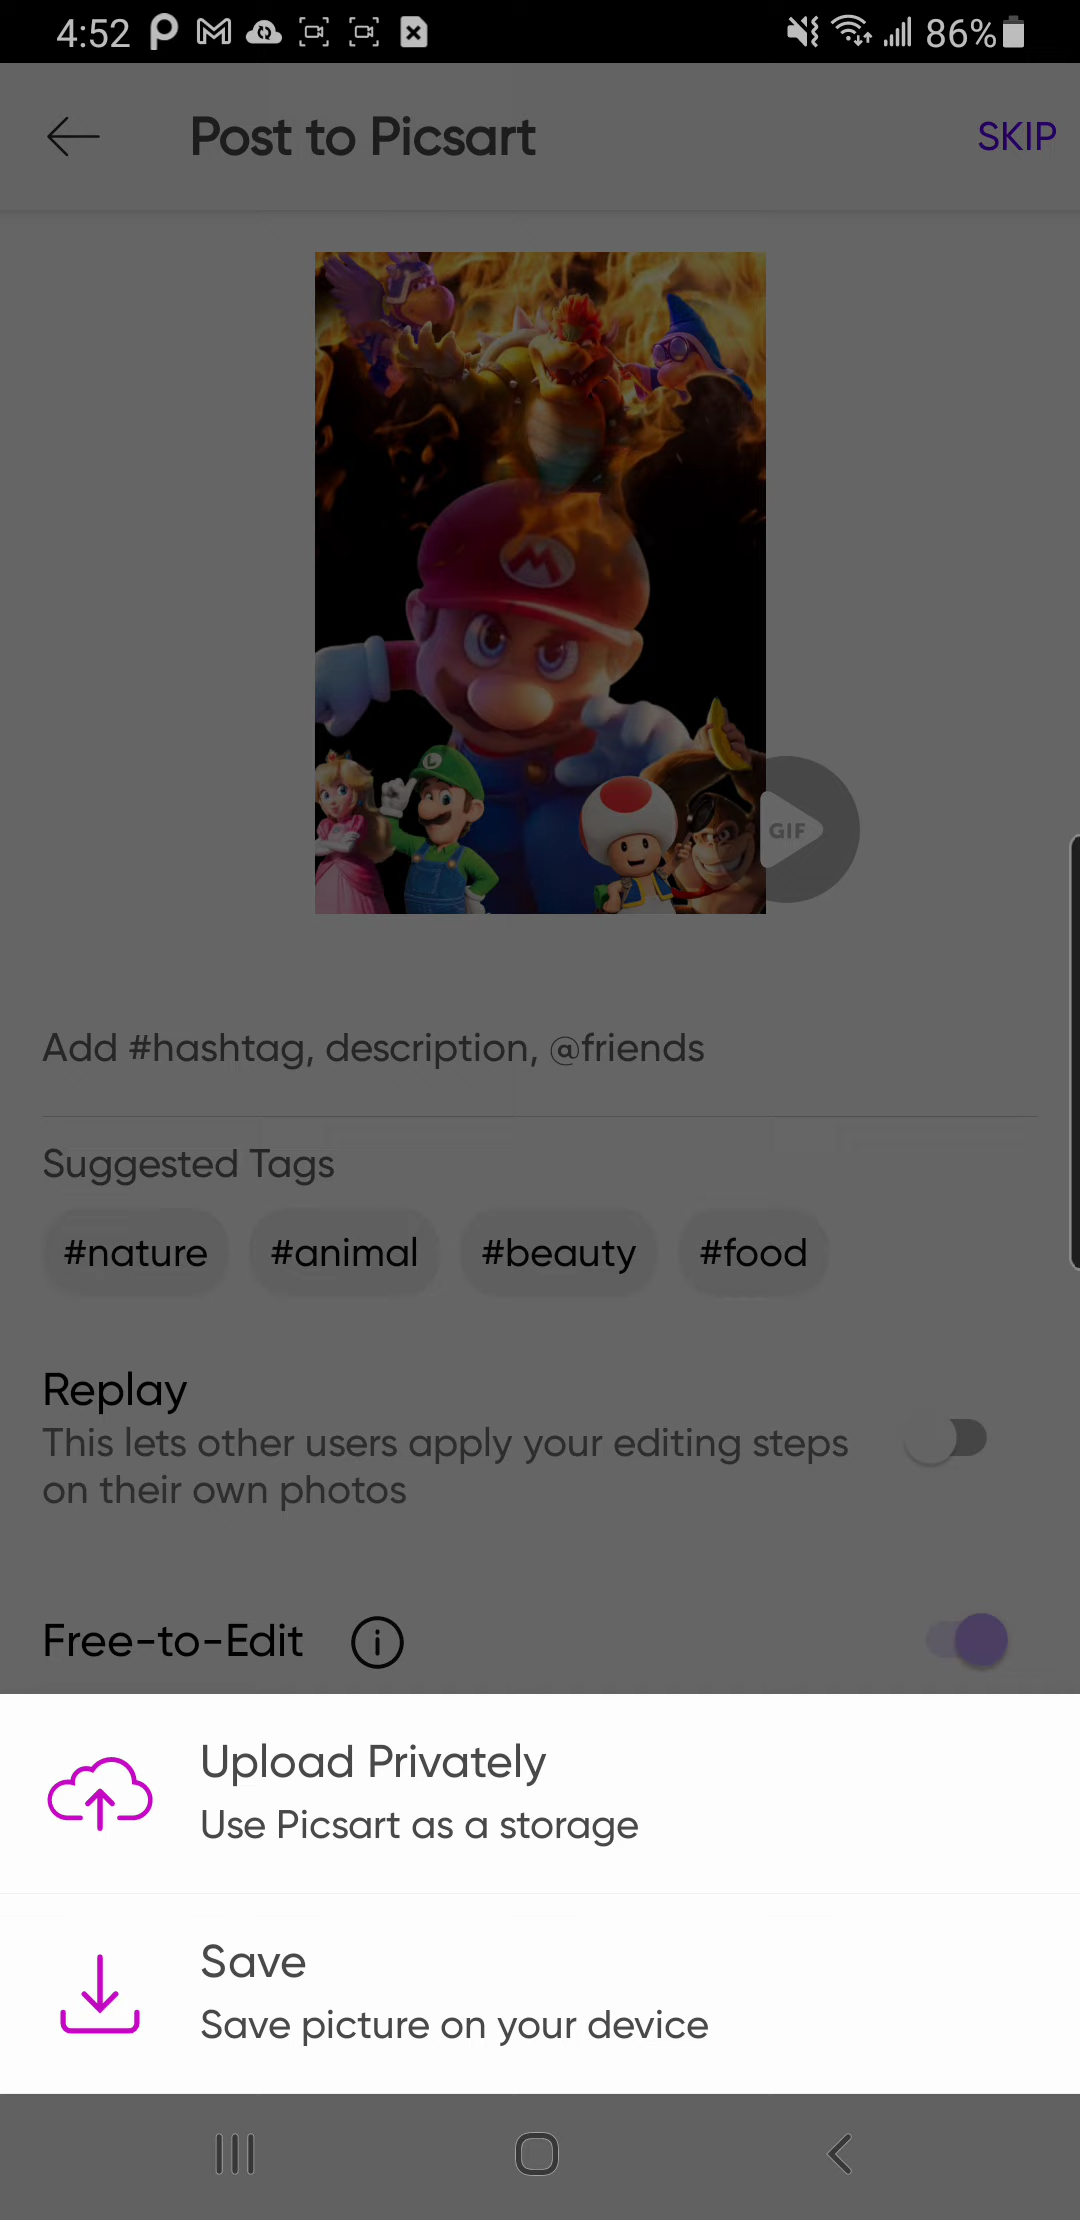 4:52
86%
Post to Picsart
SKIP
M
L
GIF
Add #hashtag, description, @friends
Suggested Tags
#nature #animal #beauty #food
Replay
This lets other users apply your editing steps
on their own photos
Free-to-Edit
Upload Privately
Use Picsart as a storage
Save
Save picture on your device